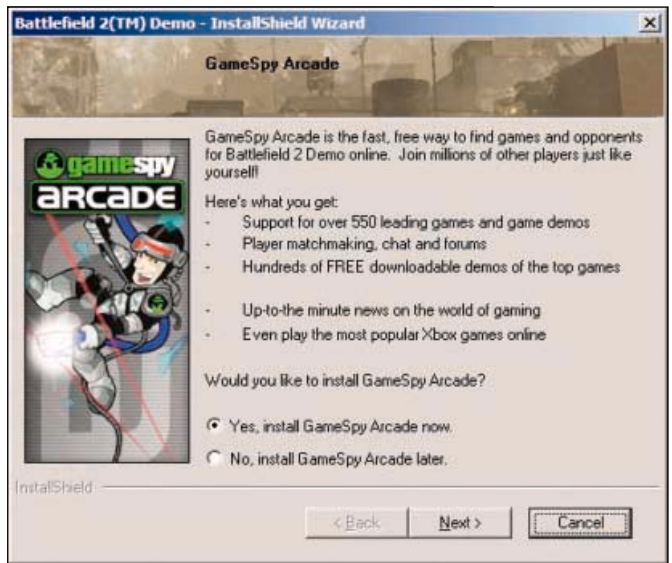 Battlefield 2(TM) Demo - InstallShield Wizard
GameSpy Arcade
gamespy
ARCADE
GameSpy Arcade is the fast, free way to find games and opponents
for Battlefield 2 Demo online. Join millions of other players just like
yourself!
Here's what you get:
- Support for over 550 leading games and game demos
- Player matchmaking, chat and forums
- Hundreds of FREE downloadable demos of the top games
- Up-to-the minute news on the world of gaming
- Even play the most popular Xbox games online
Would you like to install GameSpy Arcade?
Yes, install GameSpy Arcade now.
No, install GameSpy Arcade later.
InstallShield
< Back
Next >
Cancel